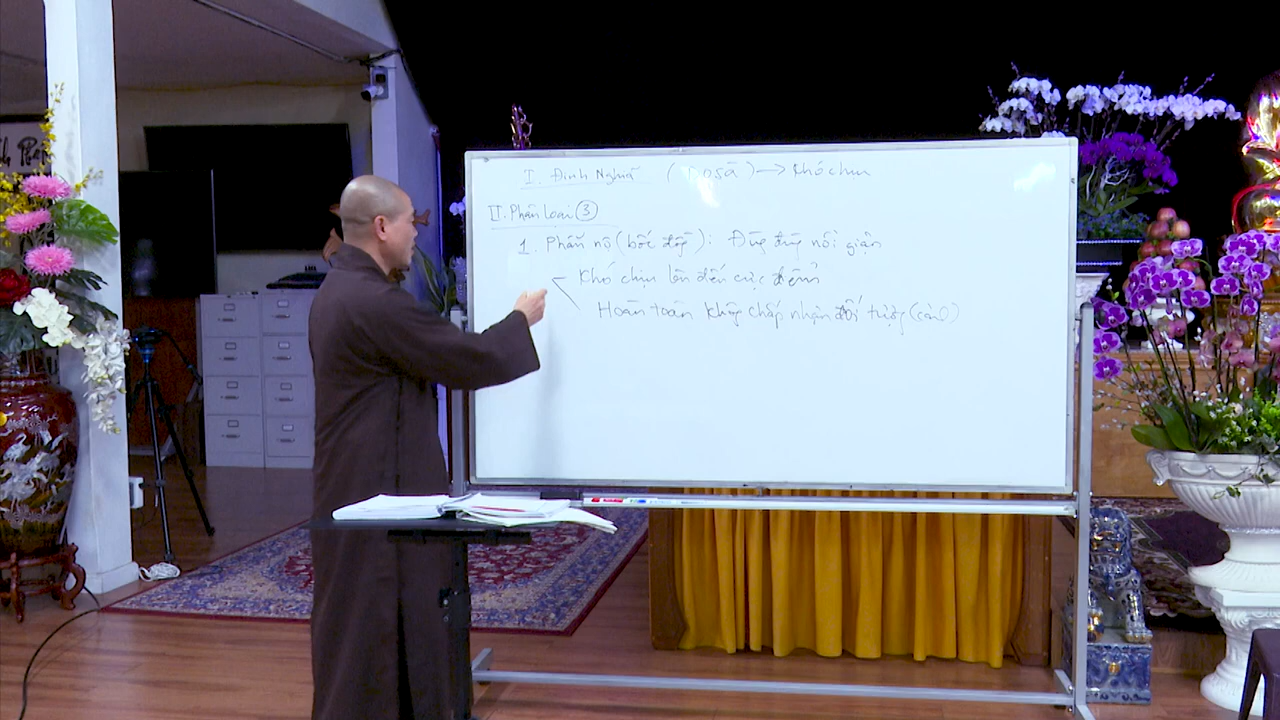 I. Định Nghĩa (Dosa) → Khó chịu
II. Phân loại ③
1. Phẫn nộ (bốc đồng): Đùng đùng nổi giận
Khó chịu lên đến cực điểm
Hoàn toàn không chấp nhận đối tượng (cảnh)